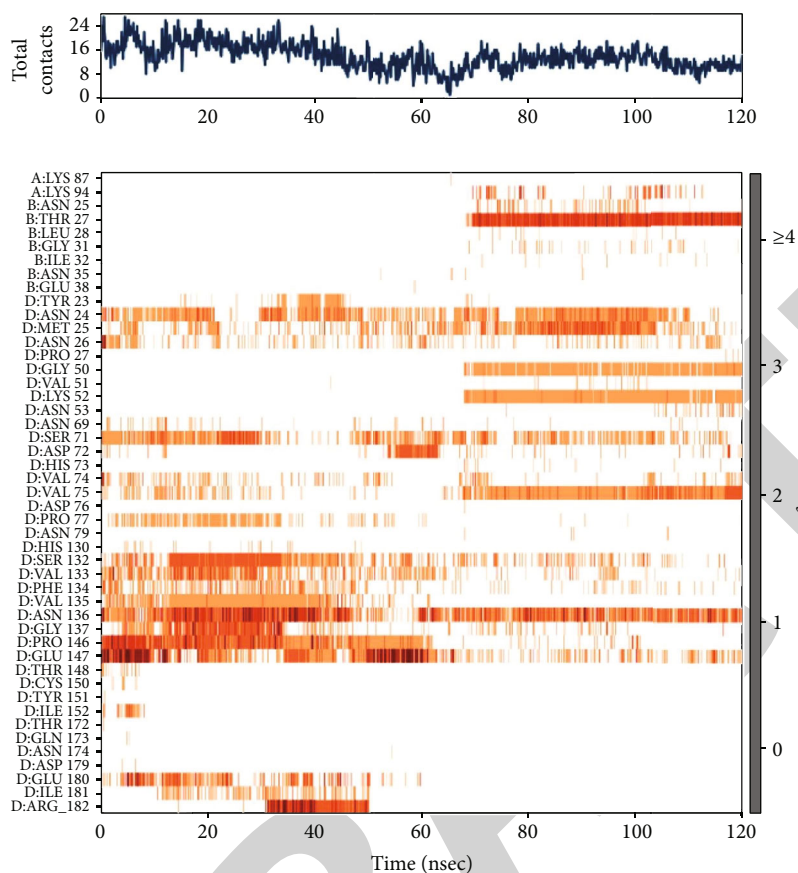 Total
contacts
24
16
8
0
0 20 40 60 80 100 120
A:LYS 87
A:LYS 94
B:ASN 25
B:THR 27
B:LEU 28
B:GLY 31
B:ILE 32
B:ASN 35
B:GLU 38
D:TYR 23
D:ASN 24
D:MET 25
D:ASN 26
D:PRO 27
D:GLY 50
D:VAL 51
D:LYS 52
D:ASN 53
D:ASN 69
D:SER 71
D:ASP 72
D:HIS 73
D:VAL 74
D:VAL 75
D:ASP 76
D:PRO 77
D:ASN 79
D:HIS 130
D:SER 132
D:VAL 133
D:PHE 134
D:VAL 135
D:ASN 136
D:GLY 137
D:PRO 146
D:GLU 147
D:THR 148
D:CYS 150
D:TYR 151
D:ILE 152
D:THR 172
D:GLN 173
D:ASN 174
D:ASP 179
D:GLU 180
D:ILE 181
D:ARG_182
0 20 40 60 80 100 120
Time (nsec)
≥4
3
2
1
0